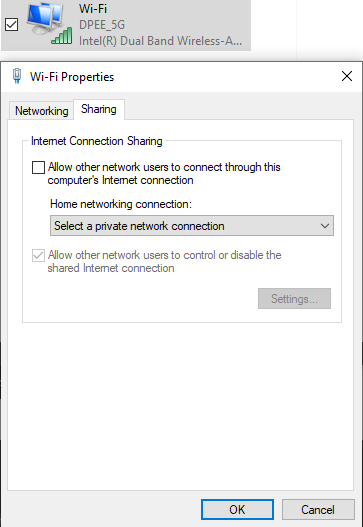 Wi-Fi
DPEE_5G
Intel(R) Dual Band Wireless-A...
Wi-Fi Properties
Networking
Sharing
Internet Connection Sharing
Allow other network users to connect through this
computer's Internet connection
Home networking connection:
Select a private network connection
Allow other network users to control or disable the
shared Internet connection
Settings...
OK
Cancel